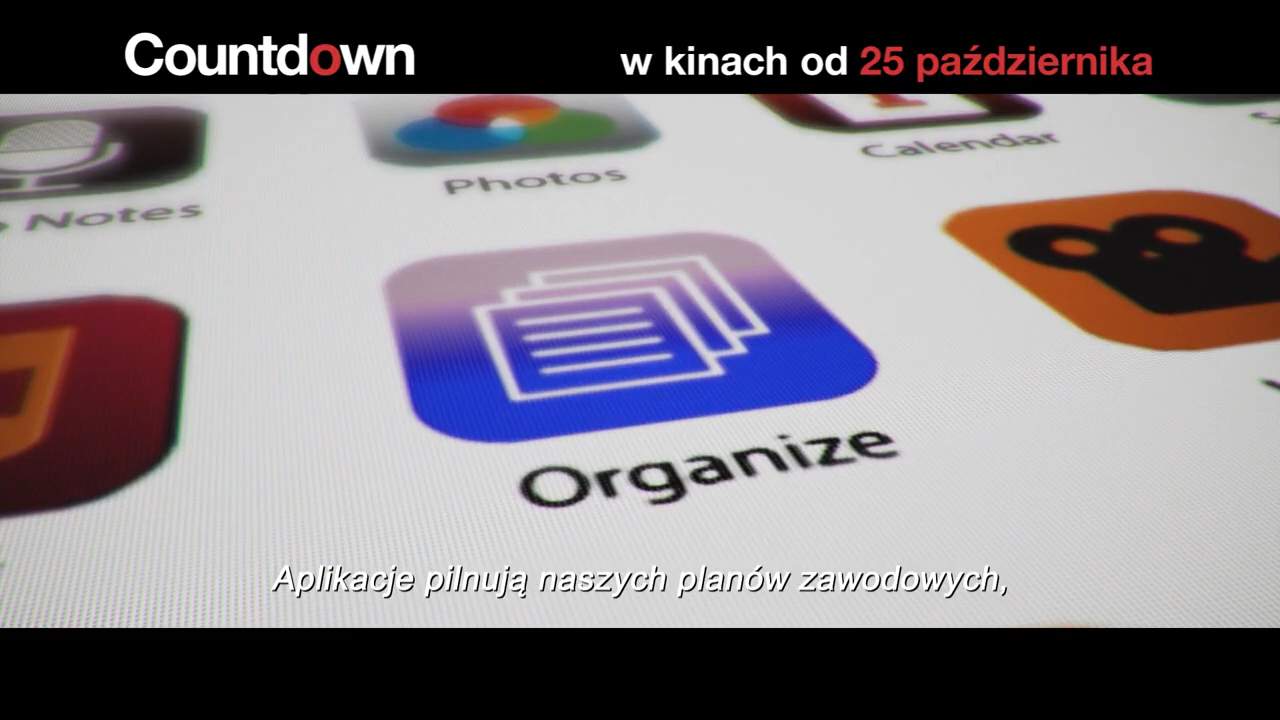 Countdown
w kinach od 25 października
Photos
Calendar
Notes
Organize
Aplikacje pilnują naszych planów zawodowych,